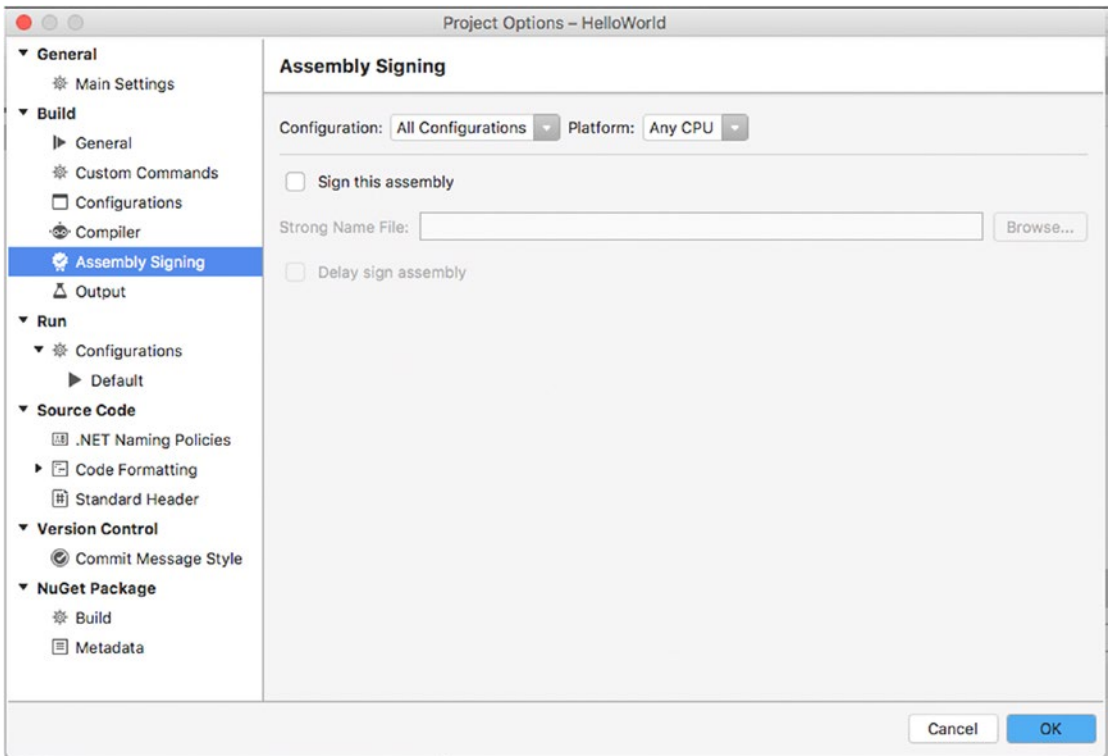 Project Options – HelloWorld
General
Main Settings
Build
General
Custom Commands
Configurations
Compiler
Assembly Signing
Output
Run
Configurations
Default
Source Code
.NET Naming Policies
Code Formatting
Standard Header
Version Control
Commit Message Style
NuGet Package
Build
Metadata
Assembly Signing
Configuration: All Configurations Platform: Any CPU
Sign this assembly
Strong Name File: Browse...
Delay sign assembly
Cancel OK